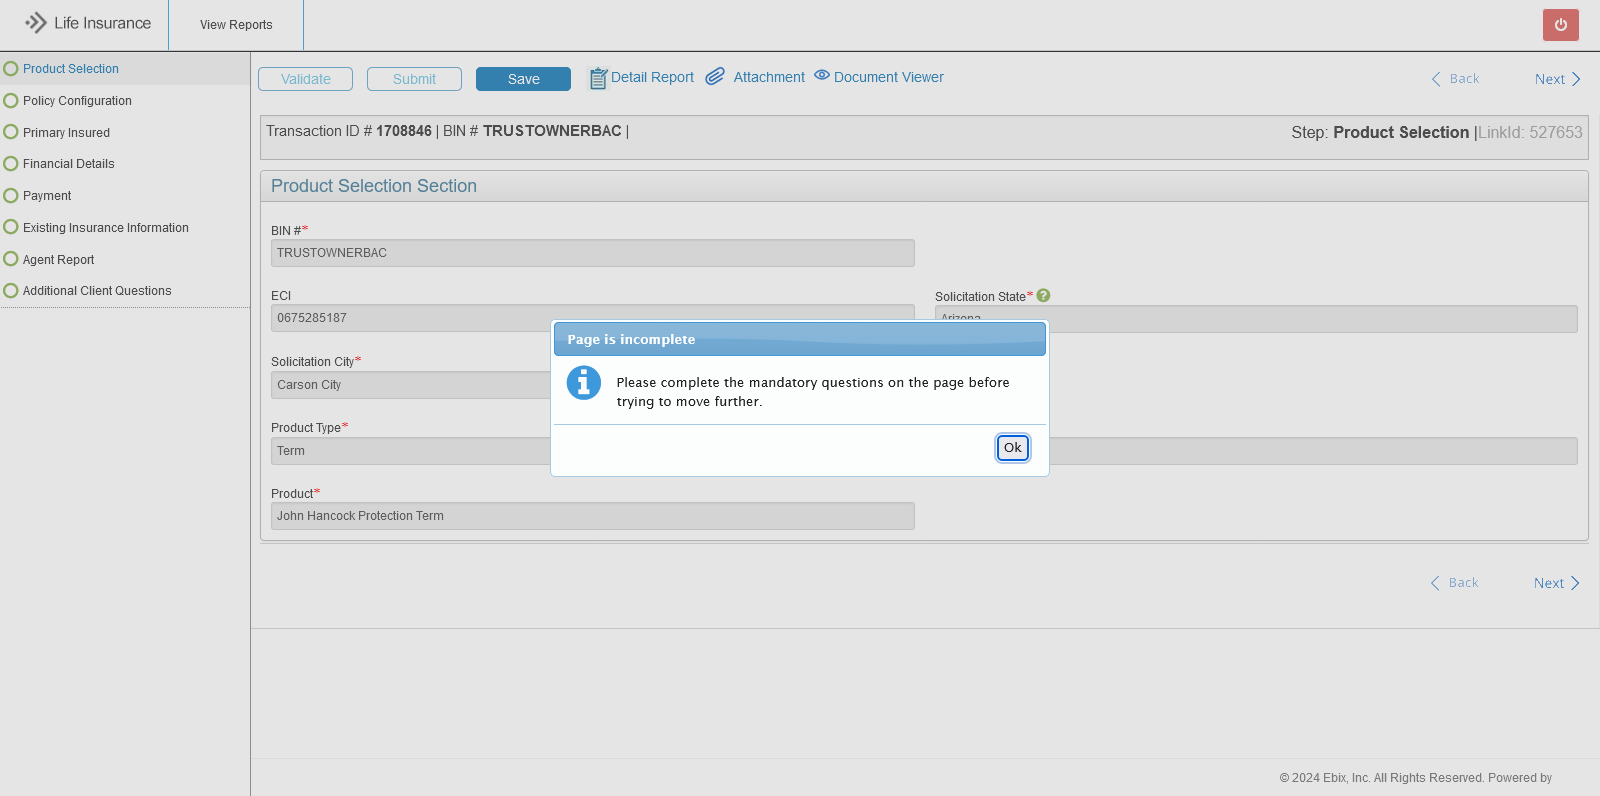 Life Insurance
View Reports
Product Selection
Policy Configuration
Primary Insured
Financial Details
Payment
Existing Insurance Information
Agent Report
Additional Client Questions
Validate
Submit
Save
Detail Report
Attachment
Document Viewer
Back
Next
Transaction ID # 1708846 | BIN # TRUSTOWNERBAC |
Step: Product Selection |LinkId: 527653
Product Selection Section
BIN #*
TRUSTOWNERBAC
ECI
0675285187
Solicitation State* ?
Arizona
Solicitation City*
Carson City
Product Type*
Term
Product*
John Hancock Protection Term
Page is incomplete
Please complete the mandatory questions on the page before
trying to move further.
Ok
Back
Next
© 2024 Ebix, Inc. All Rights Reserved. Powered by